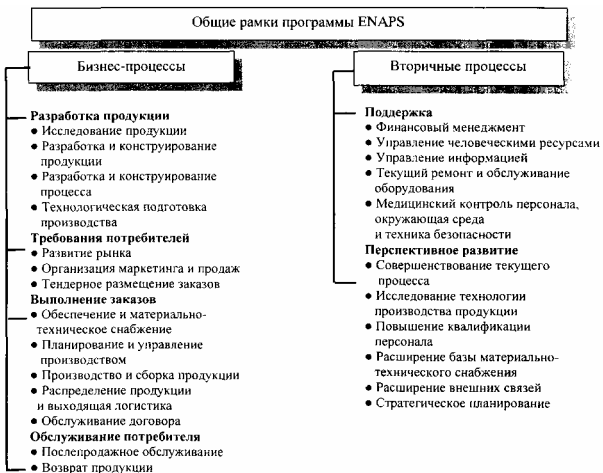 Общие рамки программы ENAPS
Бизнес-процессы
Разработка продукции
● Исследование продукции
● Разработка и конструирование
продукции
● Разработка и конструирование
процесса
● Технологическая подготовка
производства
Требования потребителей
● Развитие рынка
● Организация маркетинга и продаж
● Тендерное размещение заказов
Выполнение заказов
● Обеспечение и материально-
техническое снабжение
● Планирование и управление
производством
● Производство и сборка продукции
● Распределение продукции
и выходящая логистика
● Обслуживание договора
Обслуживание потребителя
● Послепродажное обслуживание
● Возврат продукции
Вторичные процессы
Поддержка
● Финансовый менеджмент
● Управление человеческими ресурсами
● Управление информацией
● Текущий ремонт и обслуживание
оборудования
● Медицинский контроль персонала,
окружающая среда
и техника безопасности
Перспективное развитие
● Совершенствование текущего
процесса
● Исследование технологии
производства продукции
● Повышение квалификации
персонала
● Расширение базы материально-
технического снабжения
● Расширение внешних связей
● Стратегическое планирование